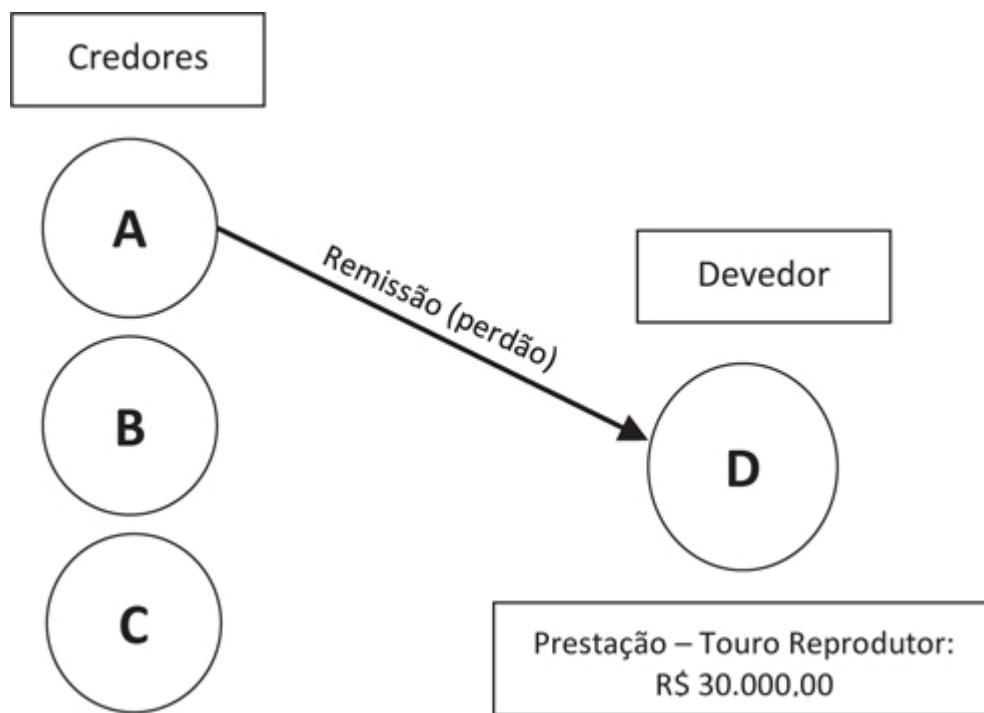 Credores
A
Remissão (perdão)
Devedor
B
D
C
Prestação – Touro Reprodutor:
R$ 30.000,00